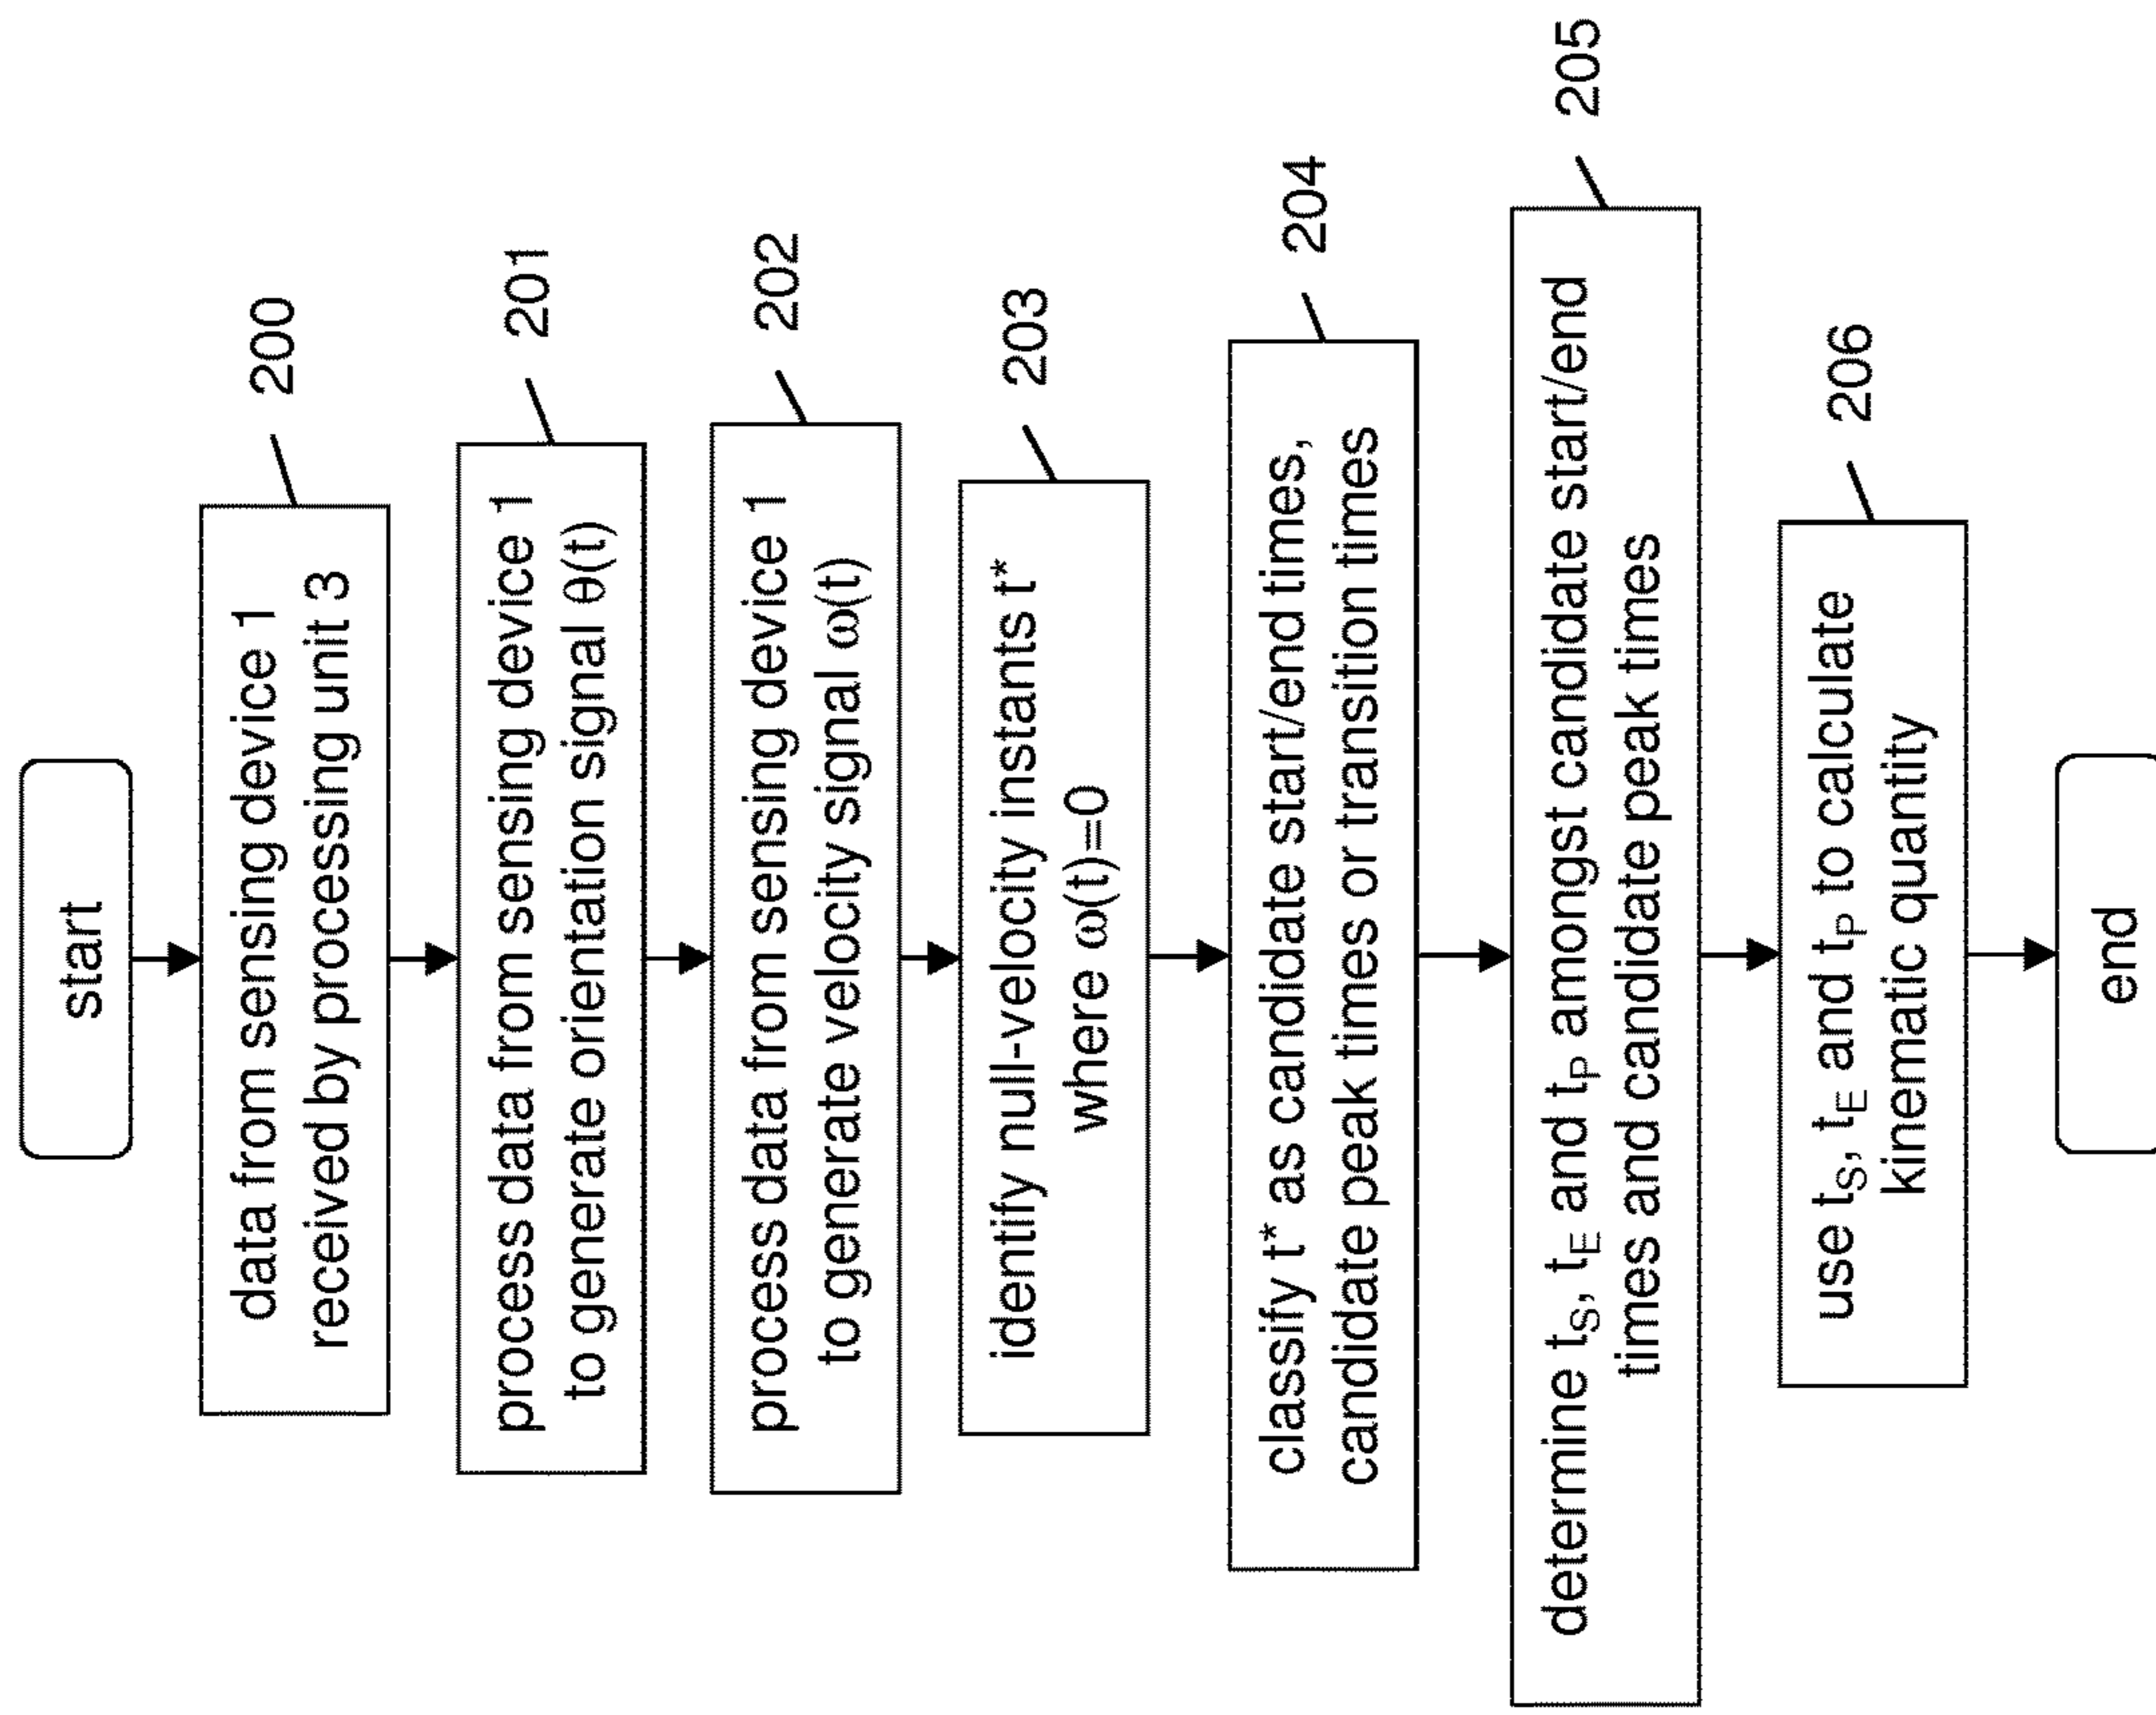 start
data from sensing device 1
received by processing unit 3
200
process data from sensing device 1
to generate orientation signal θ(t)
201
process data from sensing device 1
to generate velocity signal ω(t)
202
identify null-velocity instants t*
where ω(t)=0
203
classify t* as candidate start/end times,
candidate peak times or transition times
204
determine tS, tE and tP amongst candidate start/end
times and candidate peak times
205
use tS, tE and tP to calculate
kinematic quantity
206
end